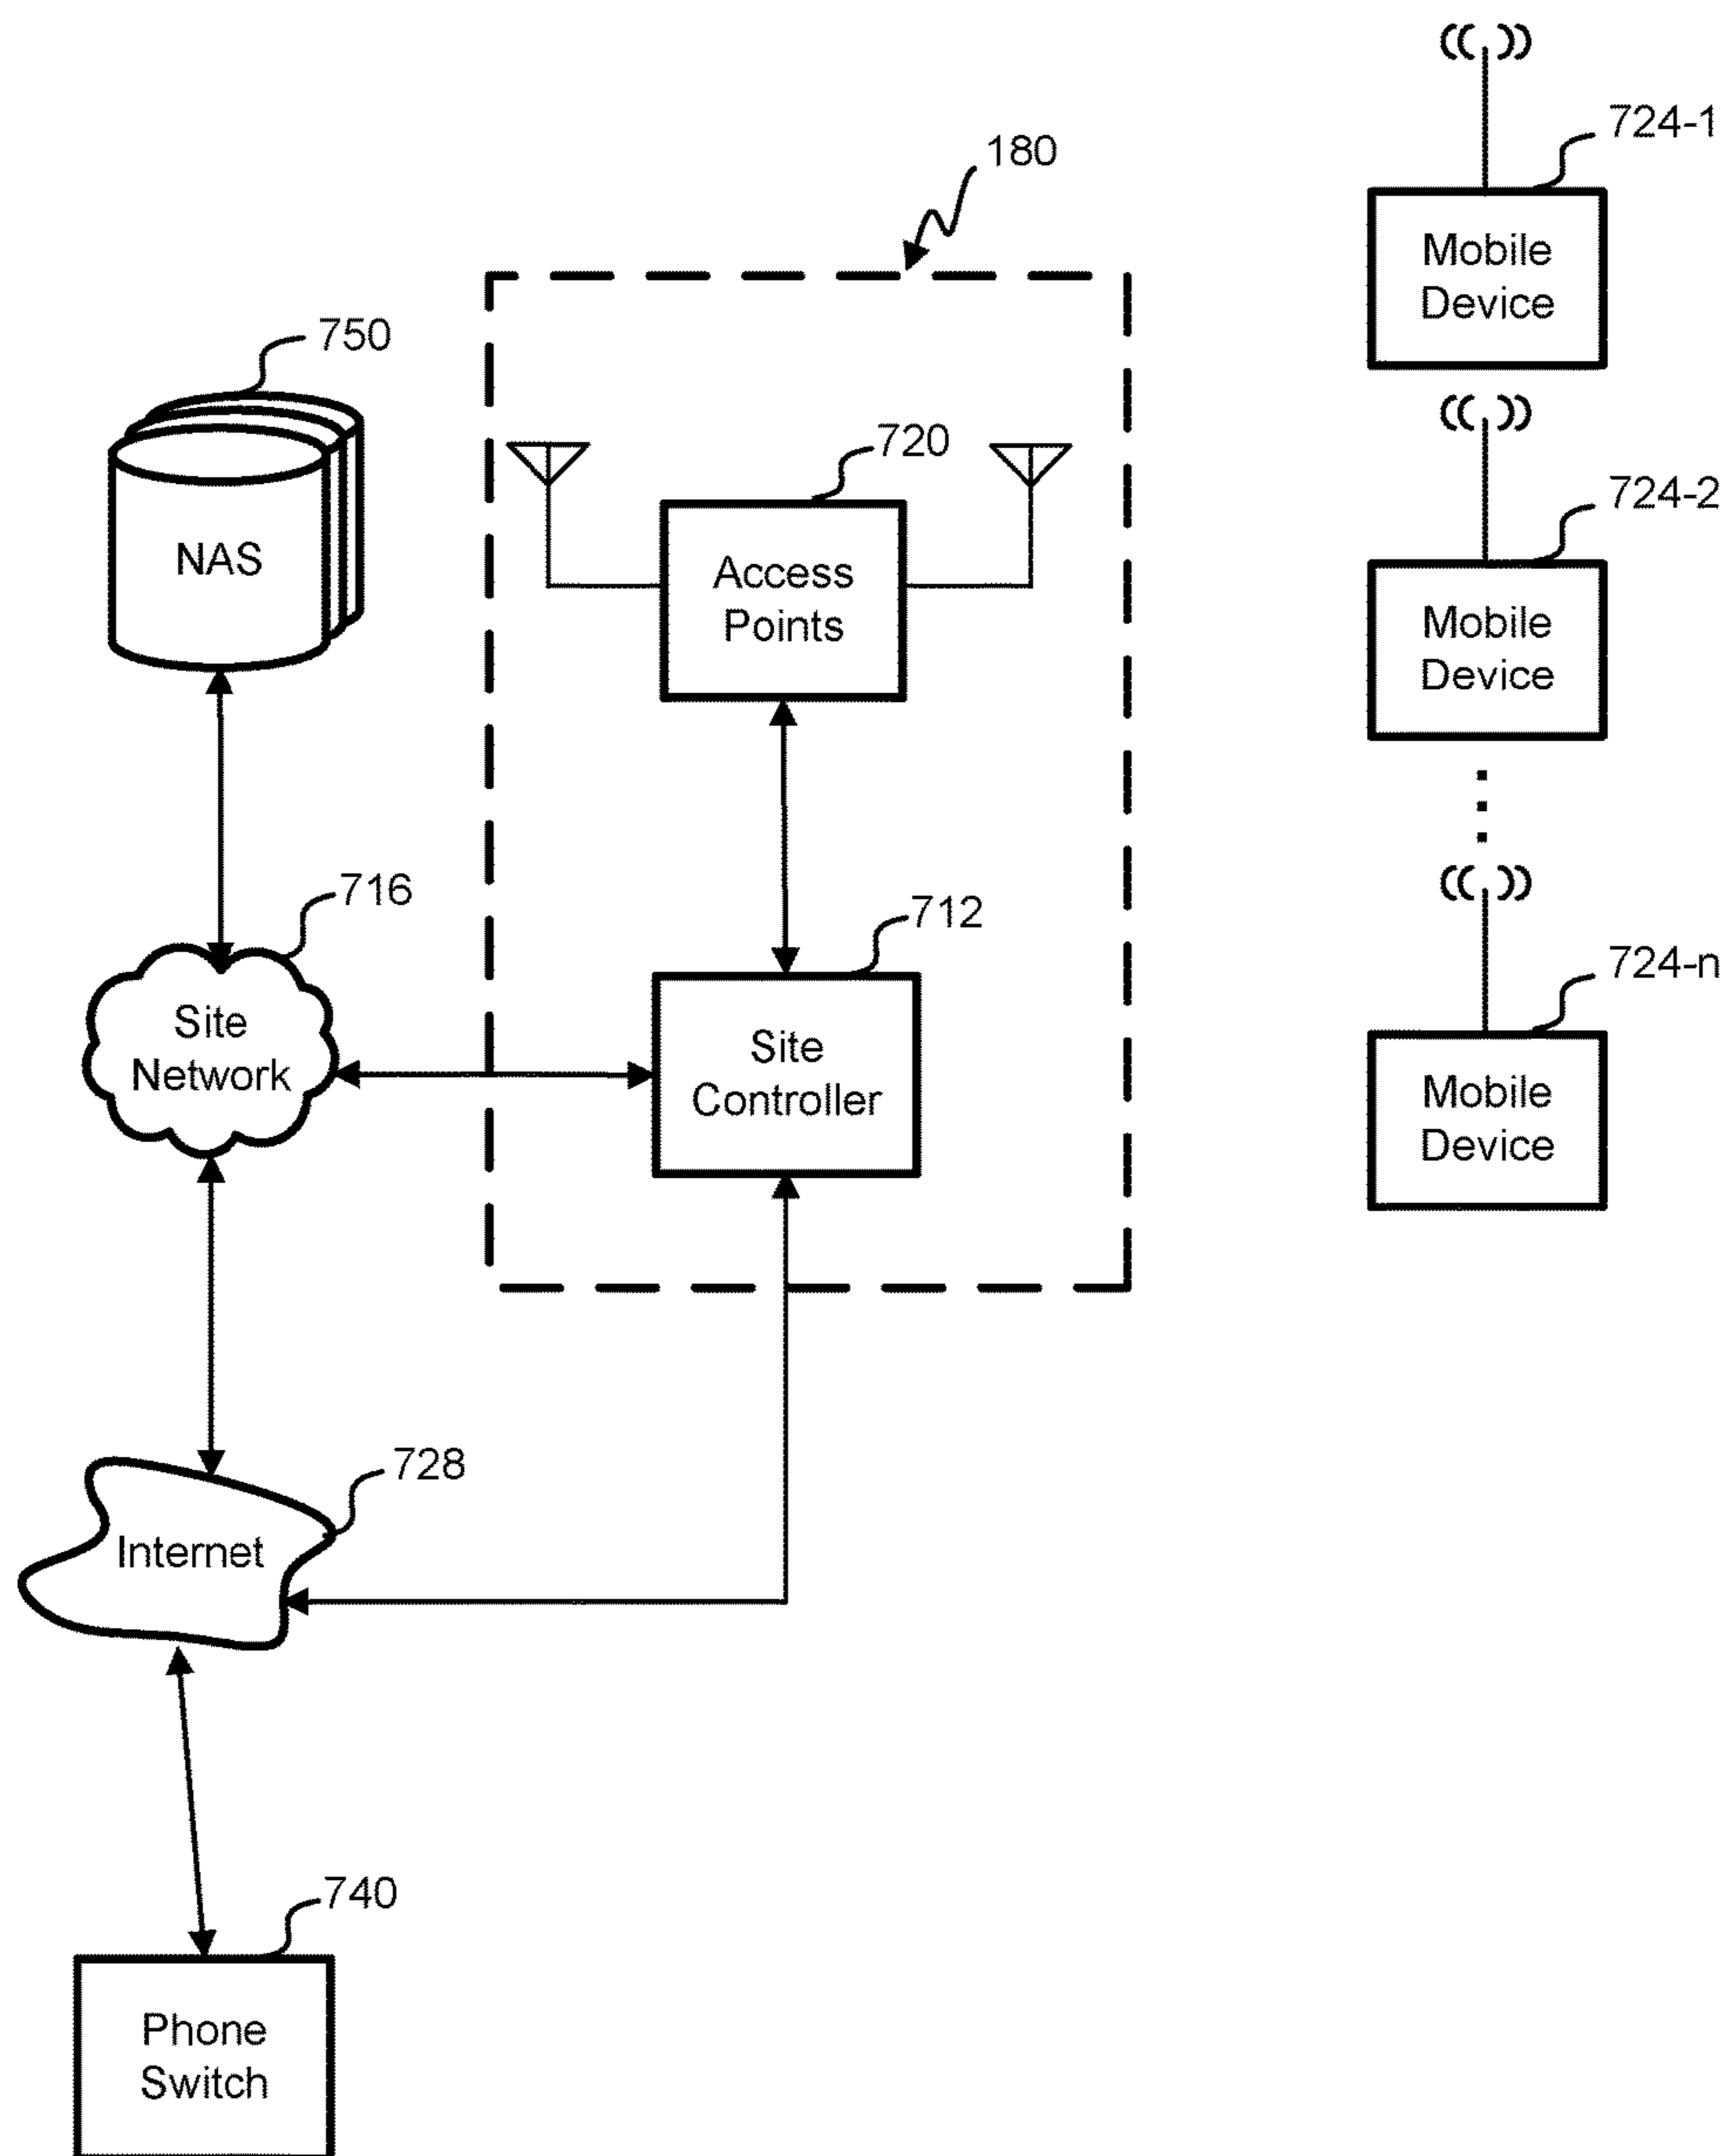 724-1
180
Mobile
Device
750
720
724-2
NAS
Access
Points
Mobile
Device
716
712
724-n
Site
Network
Site
Controller
Mobile
Device
728
Internet
740
Phone
Switch